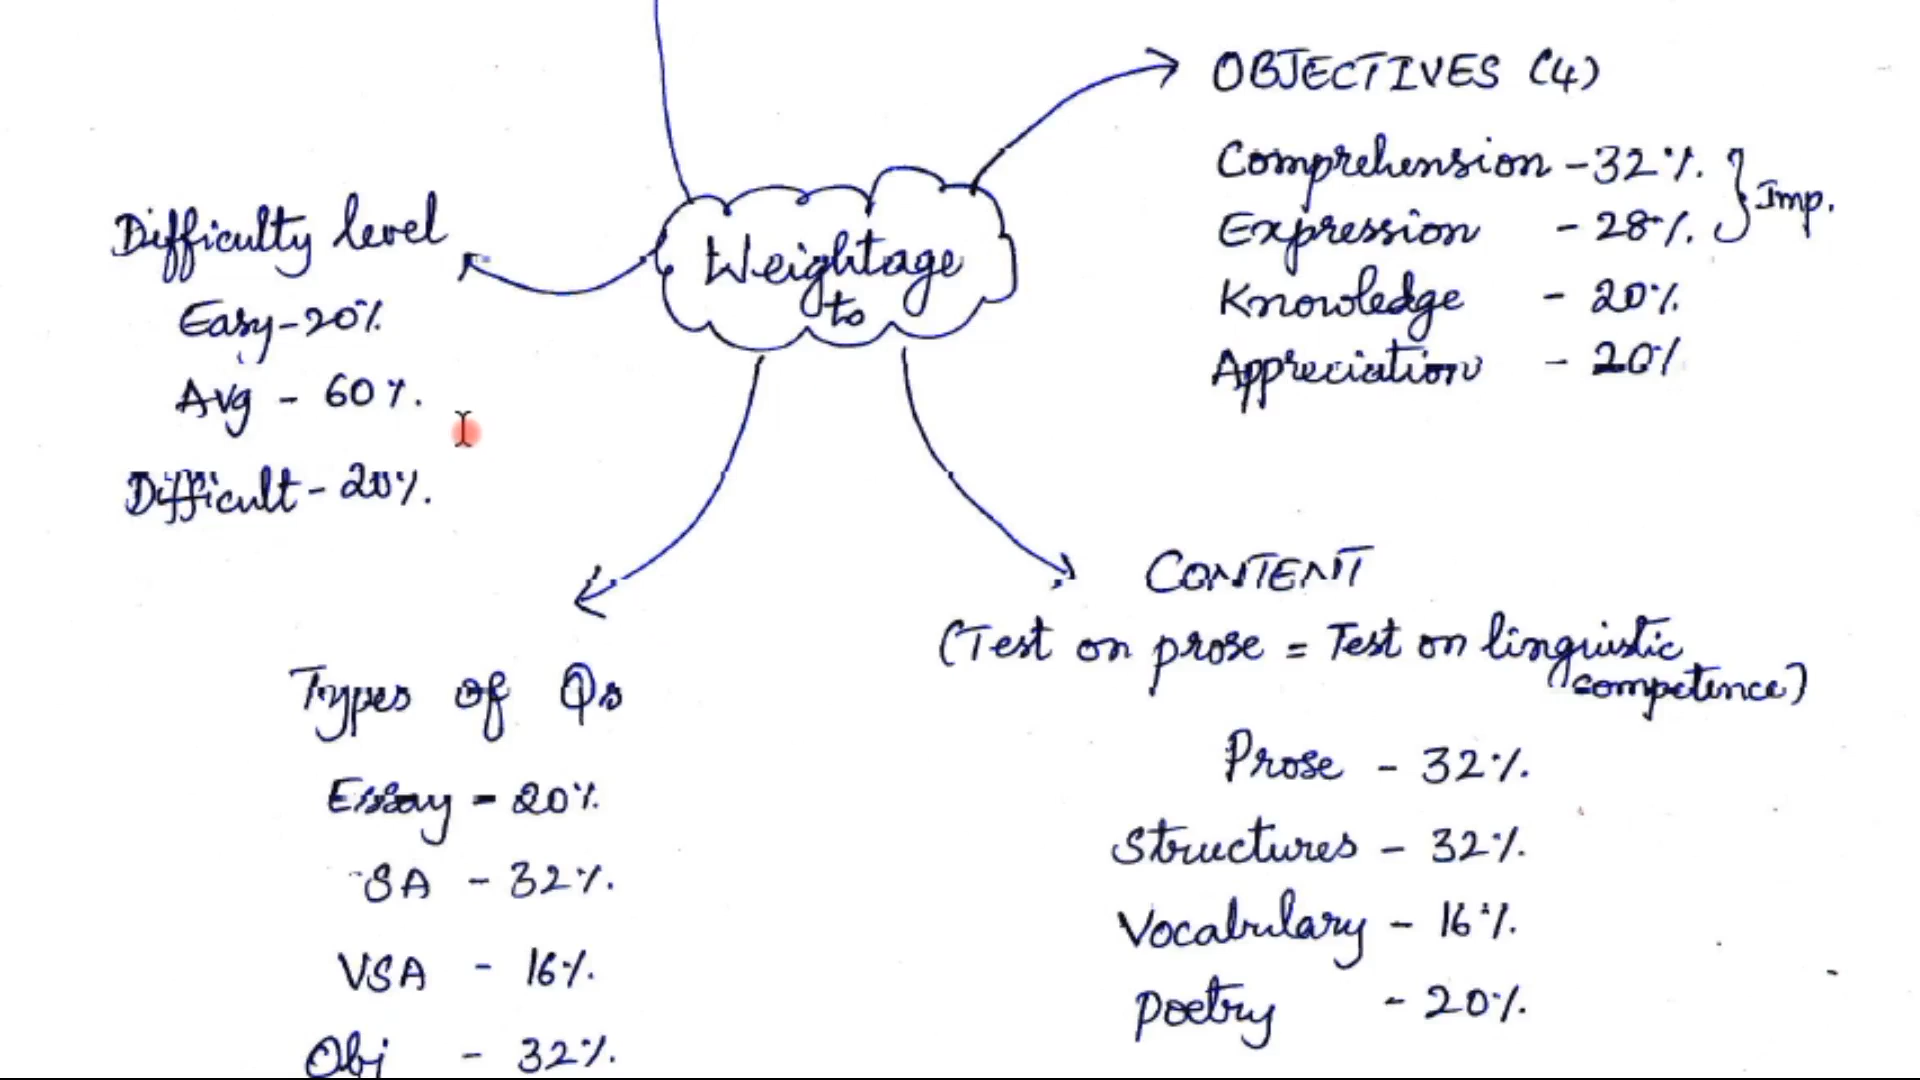 Weightage
to
OBJECTIVES (4)
Comprehension - 32%.
Expression - 28%.
} Imp.
Knowledge - 20%
Appreciation - 20%
Difficulty level
Easy - 20%
Avg - 60%.
Difficult - 20%.
Types of Qs
Essay - 20%.
SA - 32%.
VSA - 16%.
Obj - 32%.
CONTENT
(Test on prose = Test on linguistic
competence)
Prose - 32%.
Structures - 32%.
Vocabulary - 16%.
Poetry - 20%.